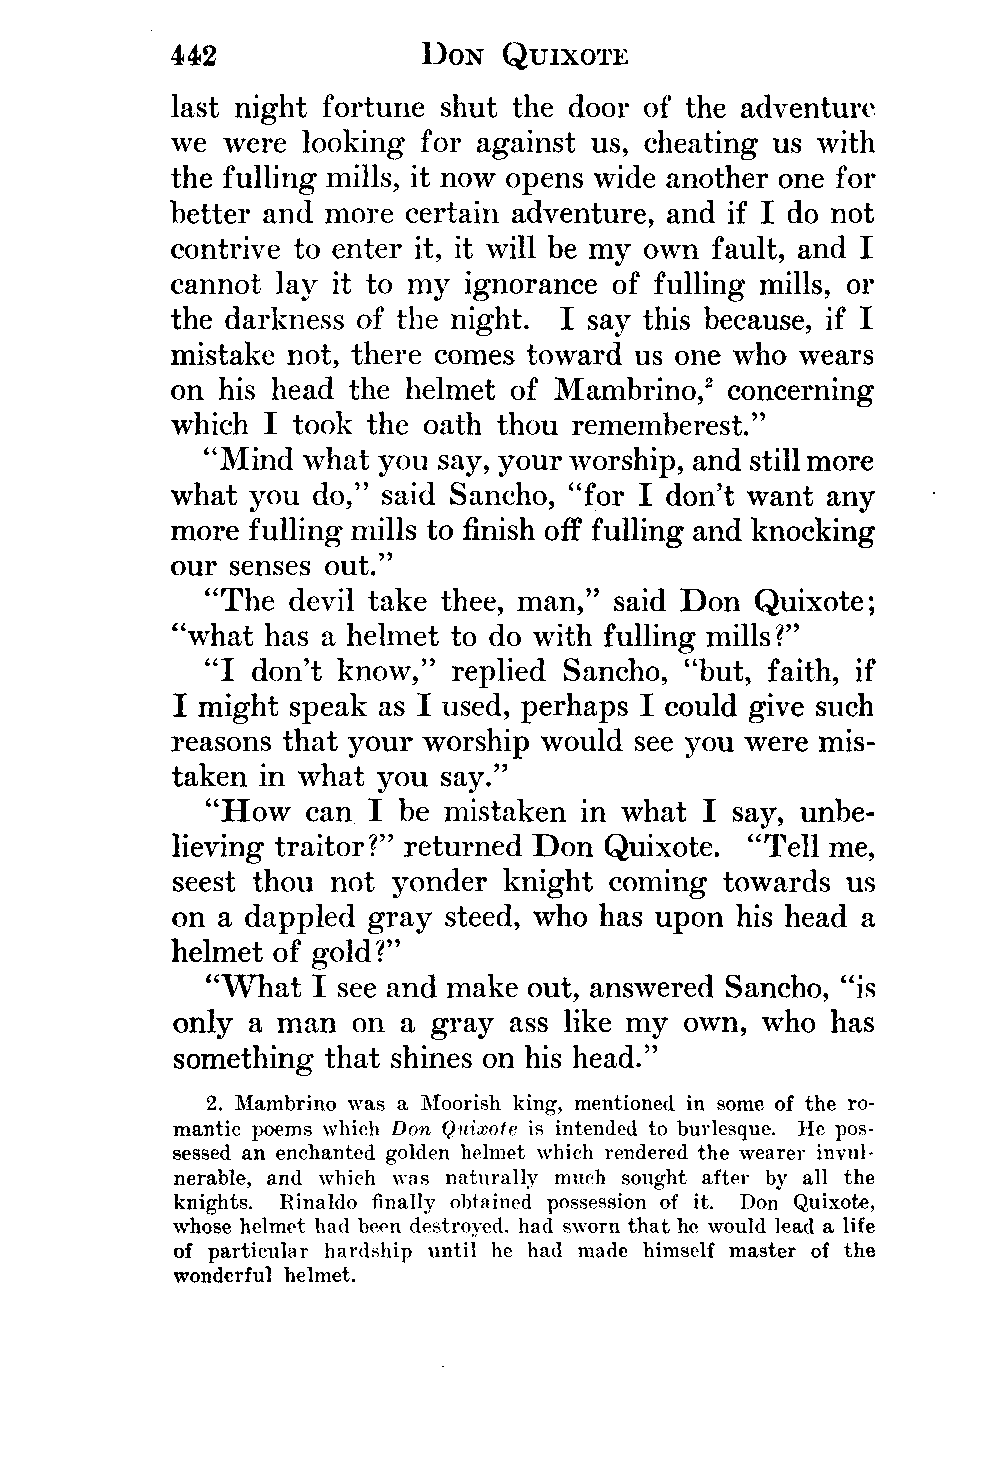 442 DON QUIXOTE
last night fortune shut the door of the adventure
we were looking for against us, cheating us with
the fulling mills, it now opens wide another one for
better and more certain adventure, and if I do not
contrive to enter it, it will be my own fault, and I
cannot lay it to my ignorance of fulling mills, or
the darkness of the night. I say this because, if I
mistake not, there comes toward us one who wears
on his head the helmet of Mambrino,² concerning
which I took the oath thou rememberest.”
“Mind what you say, your worship, and still more
what you do,” said Sancho, “for I don’t want any
more fulling mills to finish off fulling and knocking
our senses out.”
“The devil take thee, man,” said Don Quixote;
“what has a helmet to do with fulling mills?”
“I don’t know,” replied Sancho, “but, faith, if
I might speak as I used, perhaps I could give such
reasons that your worship would see you were mis-
taken in what you say.”
“How can I be mistaken in what I say, unbe-
lieving traitor?” returned Don Quixote. “Tell me,
seest thou not yonder knight coming towards us
on a dappled gray steed, who has upon his head a
helmet of gold?”
“What I see and make out, answered Sancho, “is
only a man on a gray ass like my own, who has
something that shines on his head.”
2. Mambrino was a Moorish king, mentioned in some of the ro-
mantic poems which Don Quixote is intended to burlesque. He pos-
sessed an enchanted golden helmet which rendered the wearer invul-
nerable, and which was naturally much sought after by all the
knights. Rinaldo finally obtained possession of it. Don Quixote,
whose helmet had been destroyed, had sworn that he would lead a life
of particular hardship until he had made himself master of the
wonderful helmet.